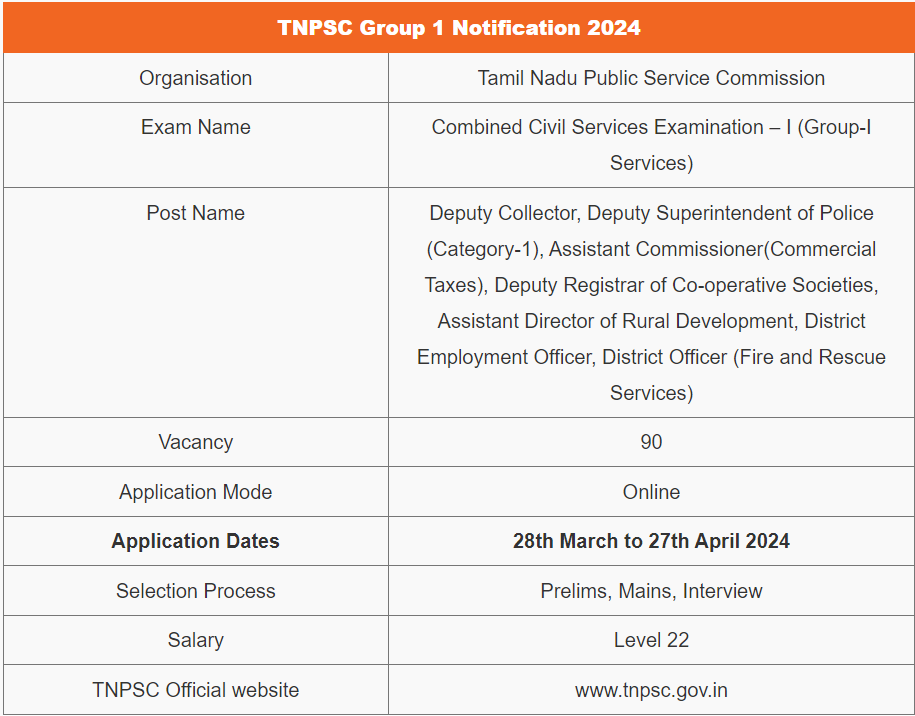 TNPSC Group 1 Notification 2024
Organisation
Tamil Nadu Public Service Commission
Exam Name
Combined Civil Services Examination – I (Group-I
Services)
Post Name
Deputy Collector, Deputy Superintendent of Police
(Category-1), Assistant Commissioner(Commercial
Taxes), Deputy Registrar of Co-operative Societies,
Assistant Director of Rural Development, District
Employment Officer, District Officer (Fire and Rescue
Services)
Vacancy
90
Application Mode
Online
Application Dates
28th March to 27th April 2024
Selection Process
Prelims, Mains, Interview
Salary
Level 22
TNPSC Official website
www.tnpsc.gov.in